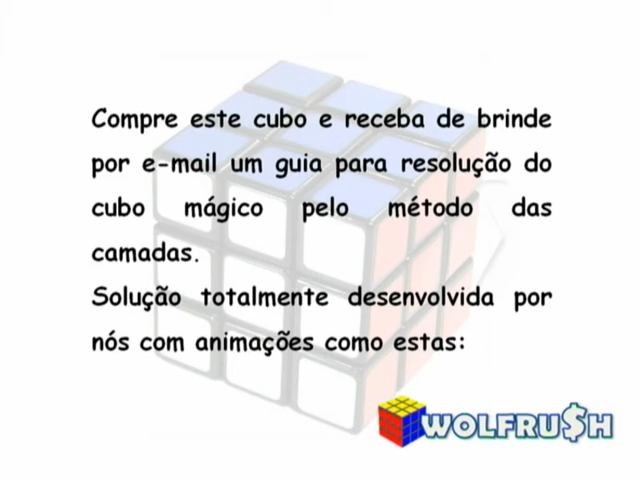 Compre este cubo e receba de brinde
por e-mail um guia para resolução do
cubo mágico pelo método das
camadas.
Solução totalmente desenvolvida por
nós com animações como estas:
WOLFRU$H